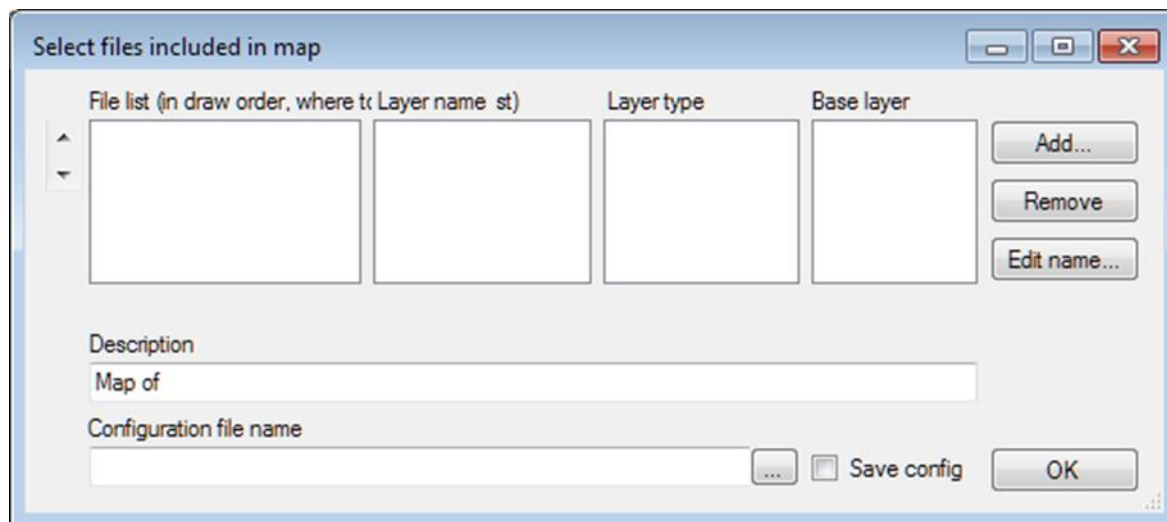 Select files included in map
File list (in draw order, where to Layer name st) Layer type Base layer
Add...
Remove
Edit name...
Description
Map of
Configuration file name
... Save config OK